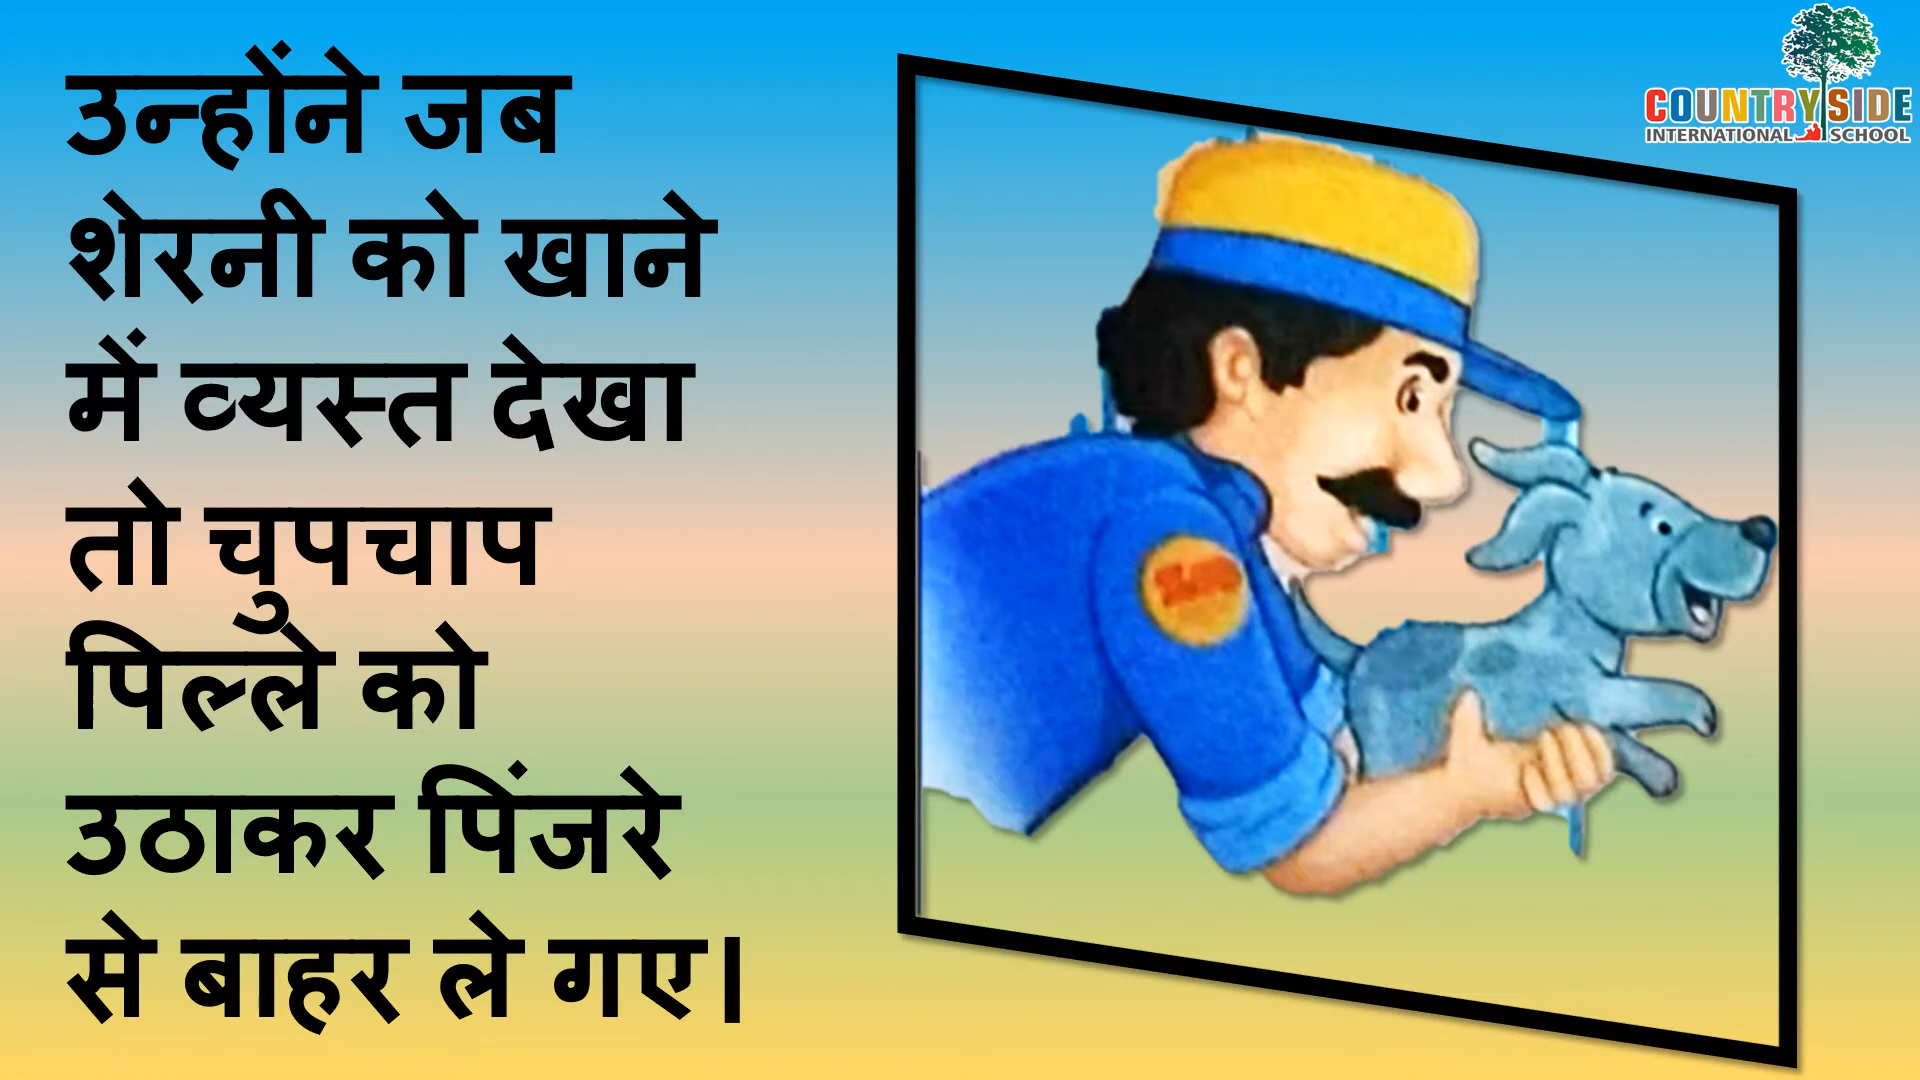 उन्होंने जब
शेरनी को खाने
में व्यस्त देखा
तो चुपचाप
पिल्ले को
उठाकर पिंजरे
से बाहर ले गए।
COUNTRYSIDE
INTERNATIONAL SCHOOL